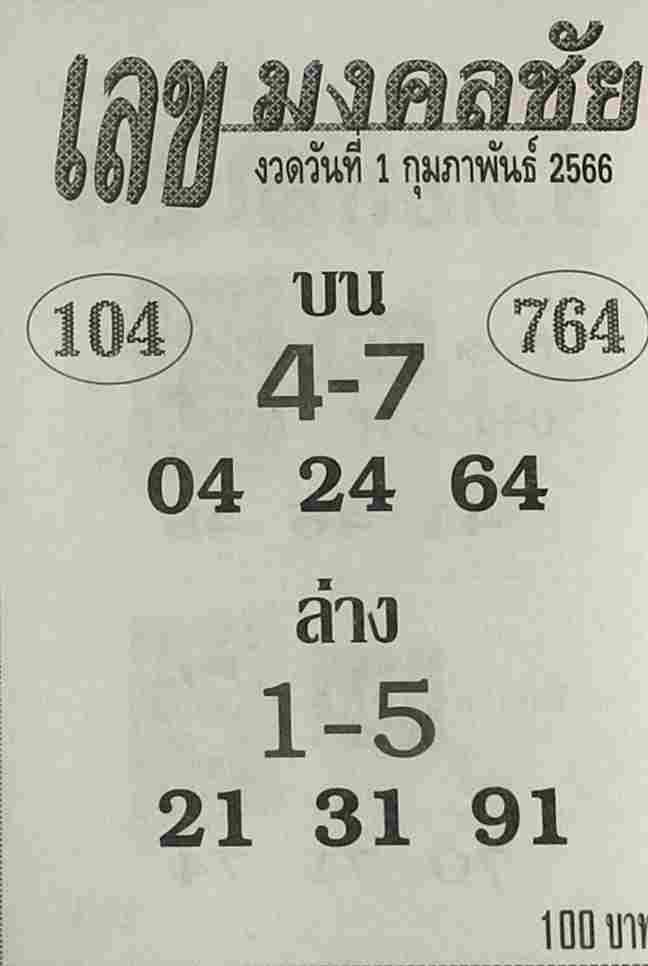 เลขมงคลชัย
งวดวันที่ 1 กุมภาพันธ์ 2566
บน
104 764
4-7
04 24 64
ล่าง
1-5
21 31 91
100 บาท